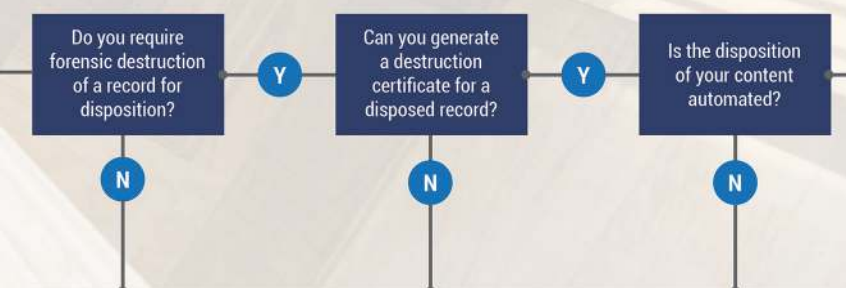 Do you require
forensic destruction
of a record for
disposition?
Y
Can you generate
a destruction
certificate for a
disposed record?
Y
Is the disposition
of your content
automated?
N
N
N